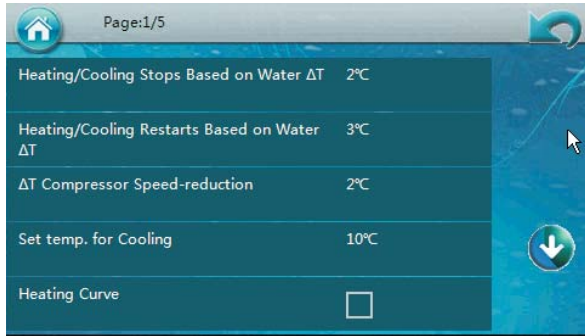 Page:1/5
Heating/Cooling Stops Based on Water ΔT 2℃
Heating/Cooling Restarts Based on Water 3℃
ΔT
ΔT Compressor Speed-reduction 2℃
Set temp. for Cooling 10℃
Heating Curve